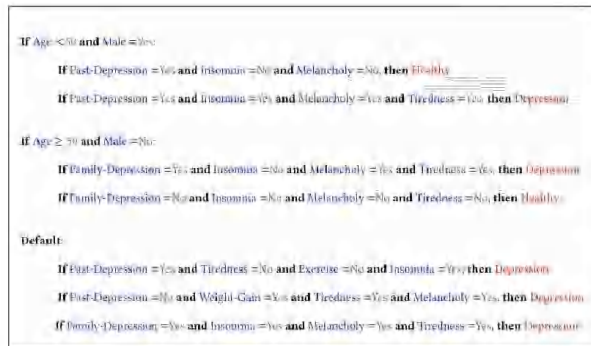 If Age <50 and Male =Yes:
If Past-Depression =Yes and Insomnia =No and Melancholy =No, then Healthy
If Past-Depression =Yes and Insomnia =Yes and Melancholy =Yes and Tiredness =Yes, then Depression
If Age ≥ 50 and Male =No:
If Family-Depression =Yes and Insomnia =No and Melancholy =Yes and Tiredness =Yes, then Depression
If Family-Depression =No and Insomnia =No and Melancholy =No and Tiredness =No, then Healthy
Default:
If Past-Depression =Yes and Tiredness =No and Exercise =No and Insomnia =Yes, then Depression
If Past-Depression =No and Weight-Gain =Yes and Tiredness =Yes and Melancholy =Yes, then Depression
If Family-Depression =Yes and Insomnia =Yes and Melancholy =Yes and Tiredness =Yes, then Depression